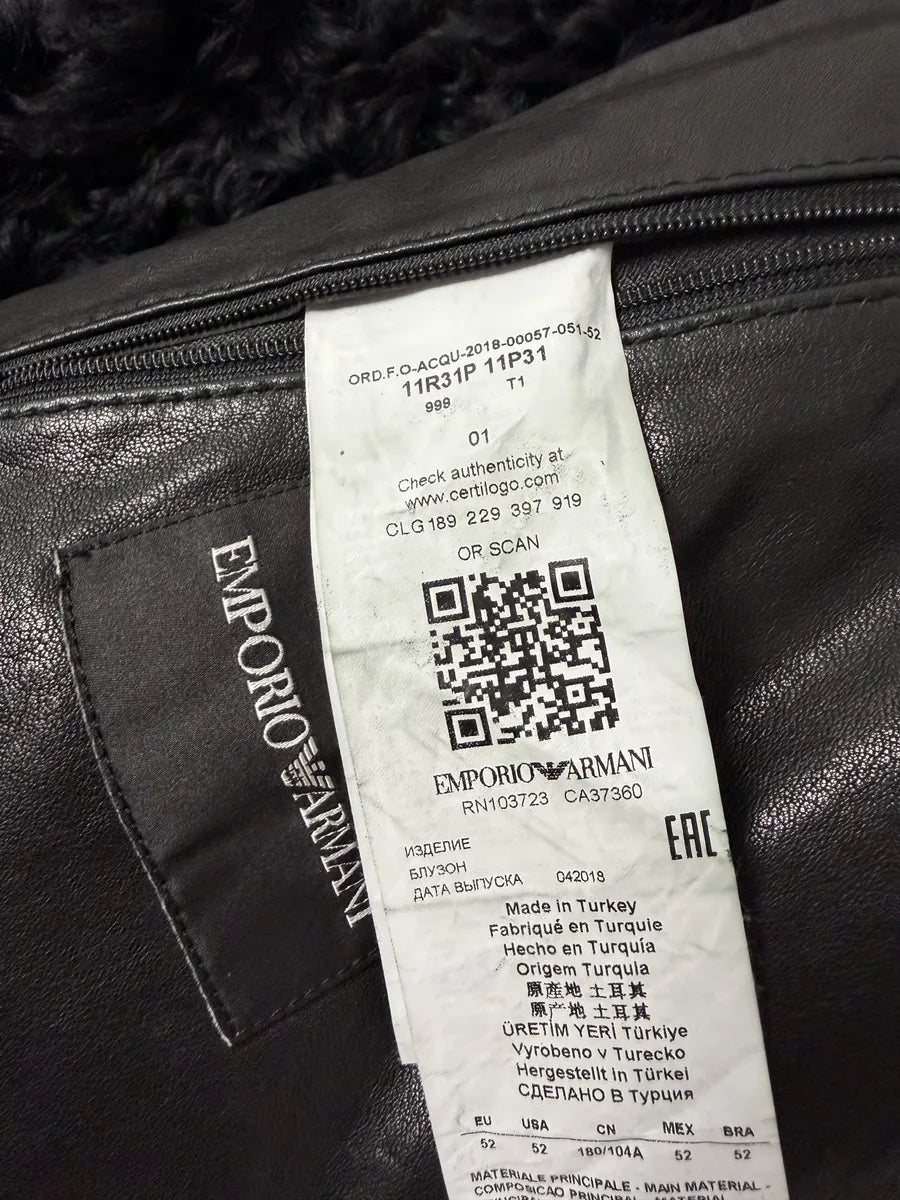 ORD.F.O-ACQU-2018-00057-051-52
11R31P 11P31
999 T1
01
Check authenticity at
www.certilogo.com
CLG 189 229 397 919
OR SCAN
EMPORIO ARMANI
RN103723 CA37360
EAC
ИЗДЕЛИЕ
БЛУЗОН
ДАТА ВЫПУСКА 042018
Made in Turkey
Fabriqué en Turquie
Hecho en Turquía
Origem Turquia
原產地 土耳其
原产地 土耳其
ÜRETİM YERİ Türkiye
Vyrobeno v Turecko
Hergestellt in Türkei
СДЕЛАНО В Турция
EU USA CN MEX BRA
52 52 180/104A 52 52
MATERIALE PRINCIPALE - MAIN MATERIAL -
COMPOSICAO PRINCIPAL MATERIAL
EMPORIO ARMANI